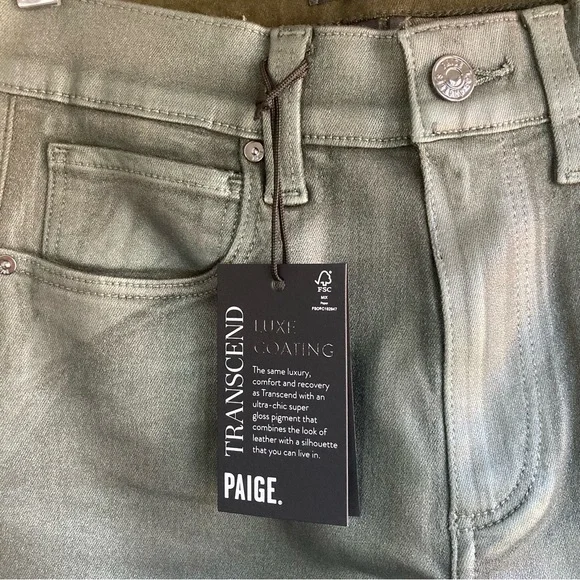 FSC
MIX
Paper
TRANSCEND
LUXE
COATING
The same luxury,
comfort and recovery
as Transcend with an
ultra-chic super
gloss pigment that
combines the look of
leather with a silhouette
that you can live in.
PAIGE.